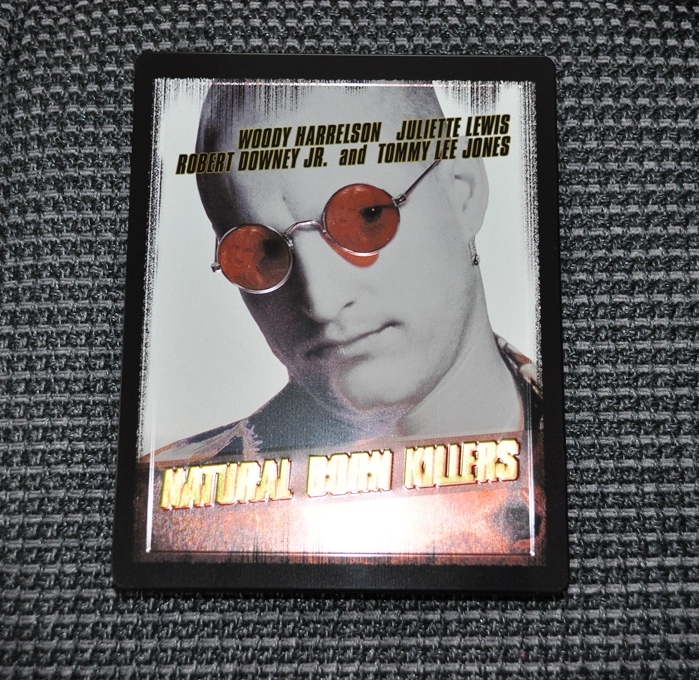 WOODY HARRELSON JULIETTE LEWIS
ROBERT DOWNEY JR. and TOMMY LEE JONES
NATURAL BORN KILLERS